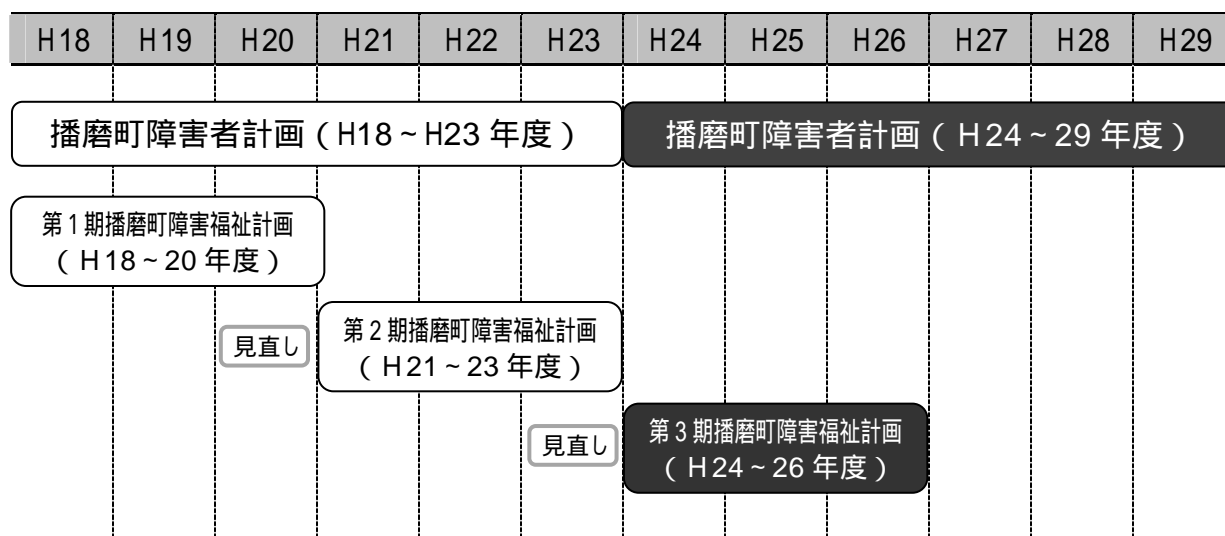 H18 H19 H20 H21 H22 H23 H24 H25 H26 H27 H28 H29
播磨町障害者計画(H18~H23年度)
播磨町障害者計画(H24~29年度)
第1期播磨町障害福祉計画
(H18~20年度)
見直し
第2期播磨町障害福祉計画
(H21~23年度)
見直し
第3期播磨町障害福祉計画
(H24~26年度)